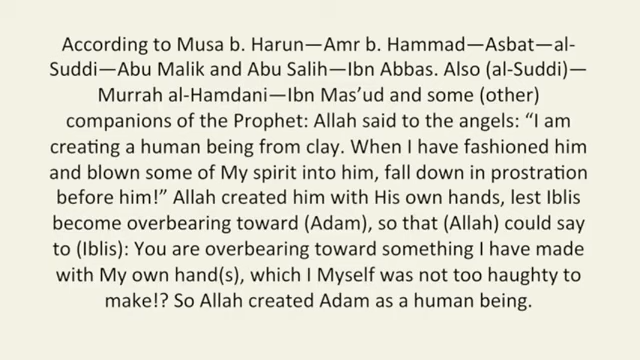 According to Musa b. Harun—Amr b. Hammad—Asbat—al-
Suddi—Abu Malik and Abu Salih—Ibn Abbas. Also (al-Suddi)—
Murrah al-Hamdani—Ibn Mas’ud and some (other)
companions of the Prophet: Allah said to the angels: “I am
creating a human being from clay. When I have fashioned him
and blown some of My spirit into him, fall down in prostration
before him!” Allah created him with His own hands, lest Iblis
become overbearing toward (Adam), so that (Allah) could say
to (Iblis): You are overbearing toward something I have made
with My own hand(s), which I Myself was not too haughty to
make!? So Allah created Adam as a human being.